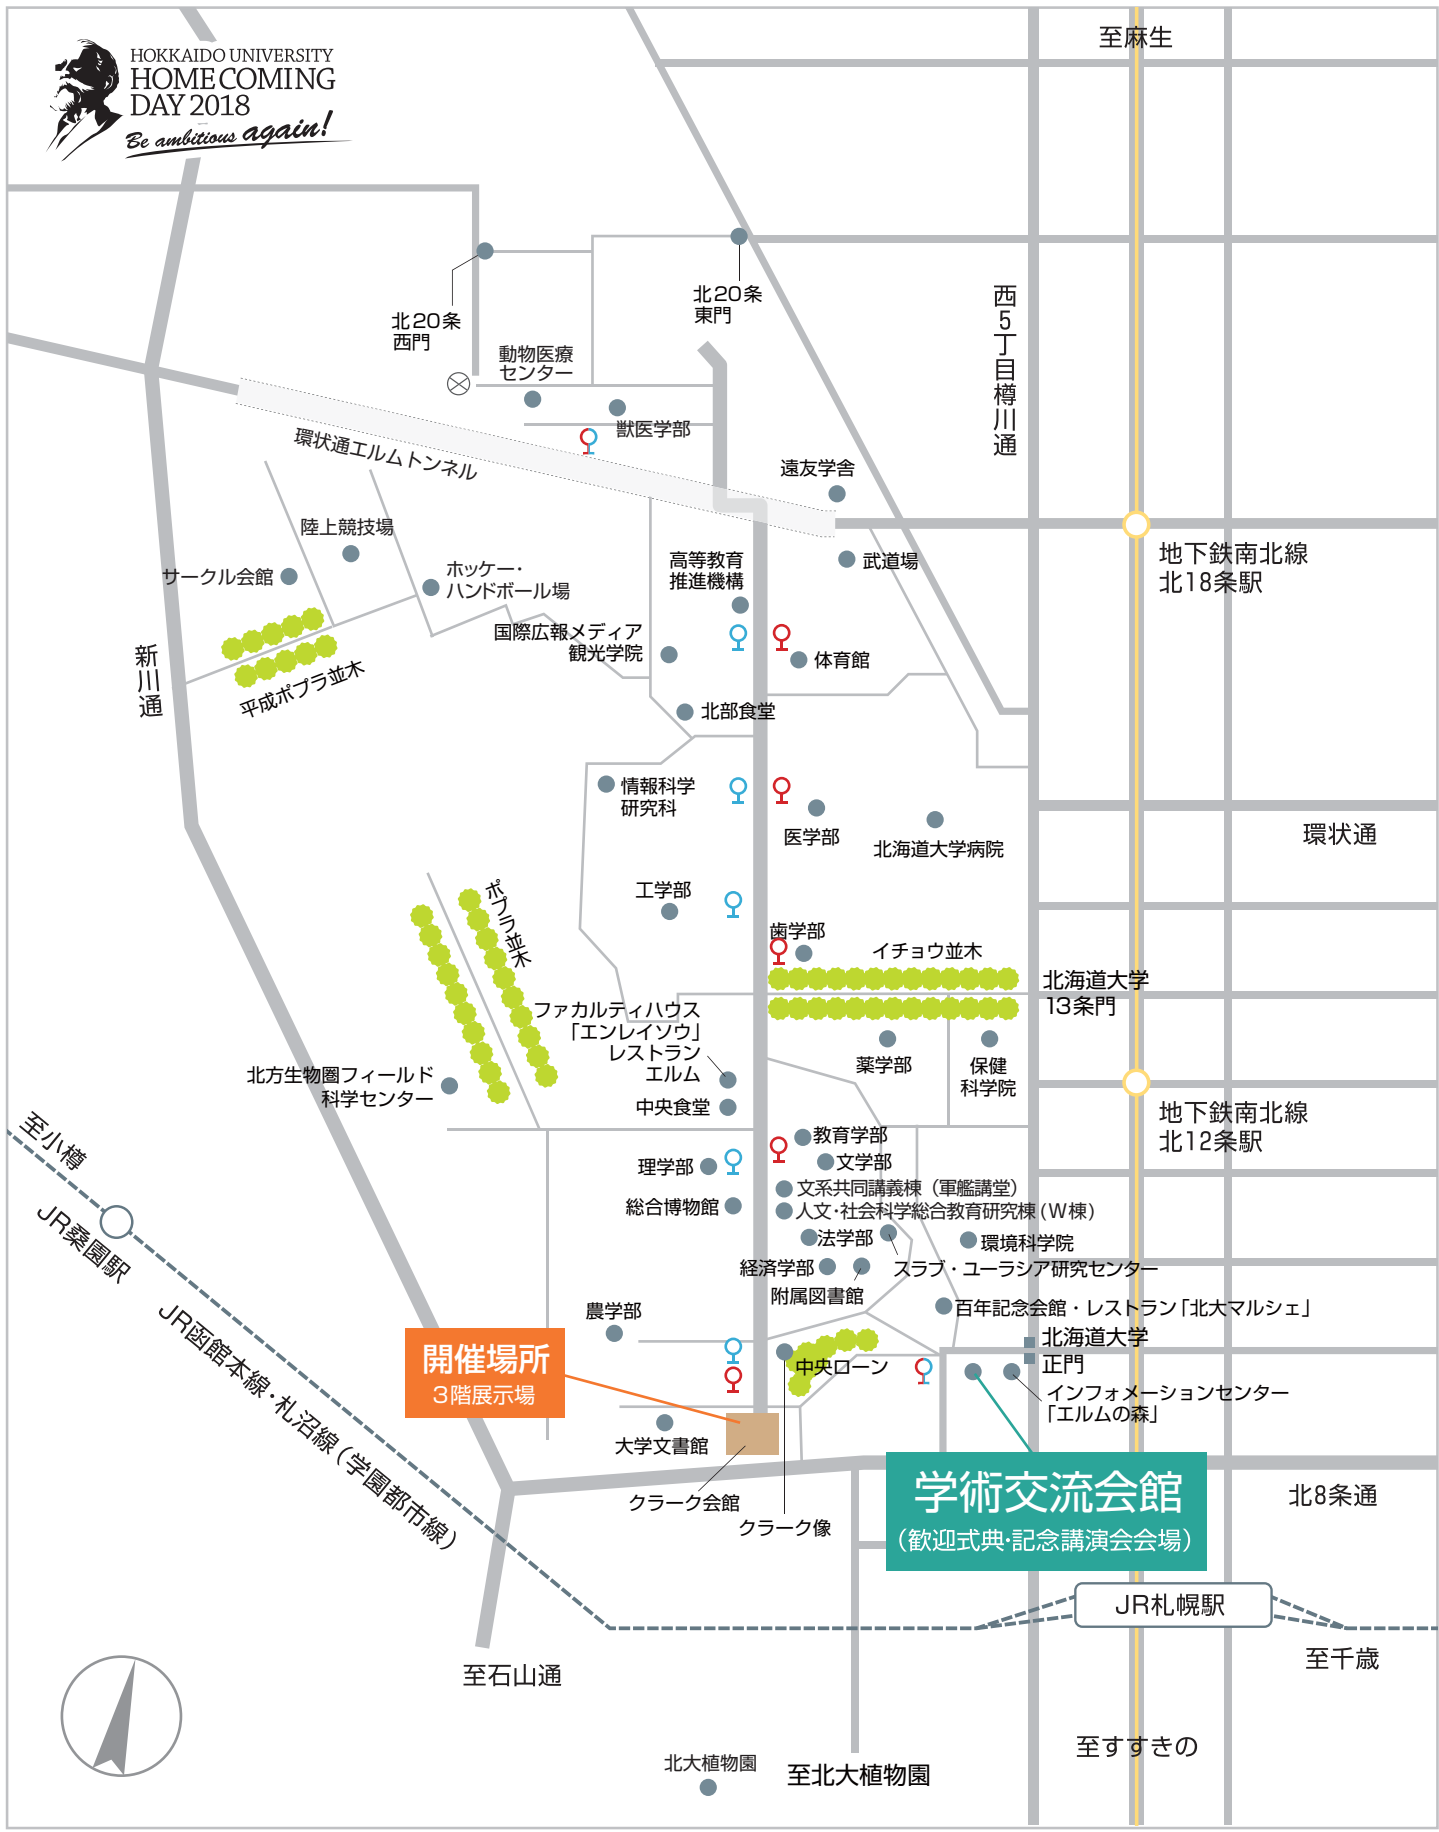 HOKKAIDO UNIVERSITY
HOME COMING
DAY 2018
Be ambitious again!
至麻生
北20条
東門
北20条
西門
西5丁目樽川通
動物医療
センター
獣医学部
環状通エルムトンネル
遠友学舎
陸上競技場
サークル会館
ホッケー・
ハンドボール場
高等教育
推進機構
武道場
地下鉄南北線
北18条駅
国際広報メディア
観光学院
体育館
新川通
平成ポプラ並木
北部食堂
情報科学
研究科
医学部
北海道大学病院
環状通
工学部
ポプラ並木
歯学部
イチョウ並木
北海道大学
13条門
ファカルティハウス
「エンレイソウ」
レストラン
エルム
薬学部
保健
科学院
北方生物圏フィールド
科学センター
中央食堂
地下鉄南北線
北12条駅
至小樽
教育学部
理学部
文学部
文系共同講義棟（軍艦講堂）
総合博物館
人文・社会科学総合教育研究棟(W棟)
JR桑園駅
法学部
環境科学院
経済学部
スラブ・ユーラシア研究センター
附属図書館
農学部
百年記念会館・レストラン「北大マルシェ」
JR函館本線・札沼線（学園都市線）
開催場所
3階展示場
中央ローン
北海道大学
正門
インフォメーションセンター
「エルムの森」
大学文書館
クラーク会館
クラーク像
学術交流会館
（歓迎式典・記念講演会会場）
北8条通
JR札幌駅
至石山通
至千歳
至すすきの
北大植物園
至北大植物園